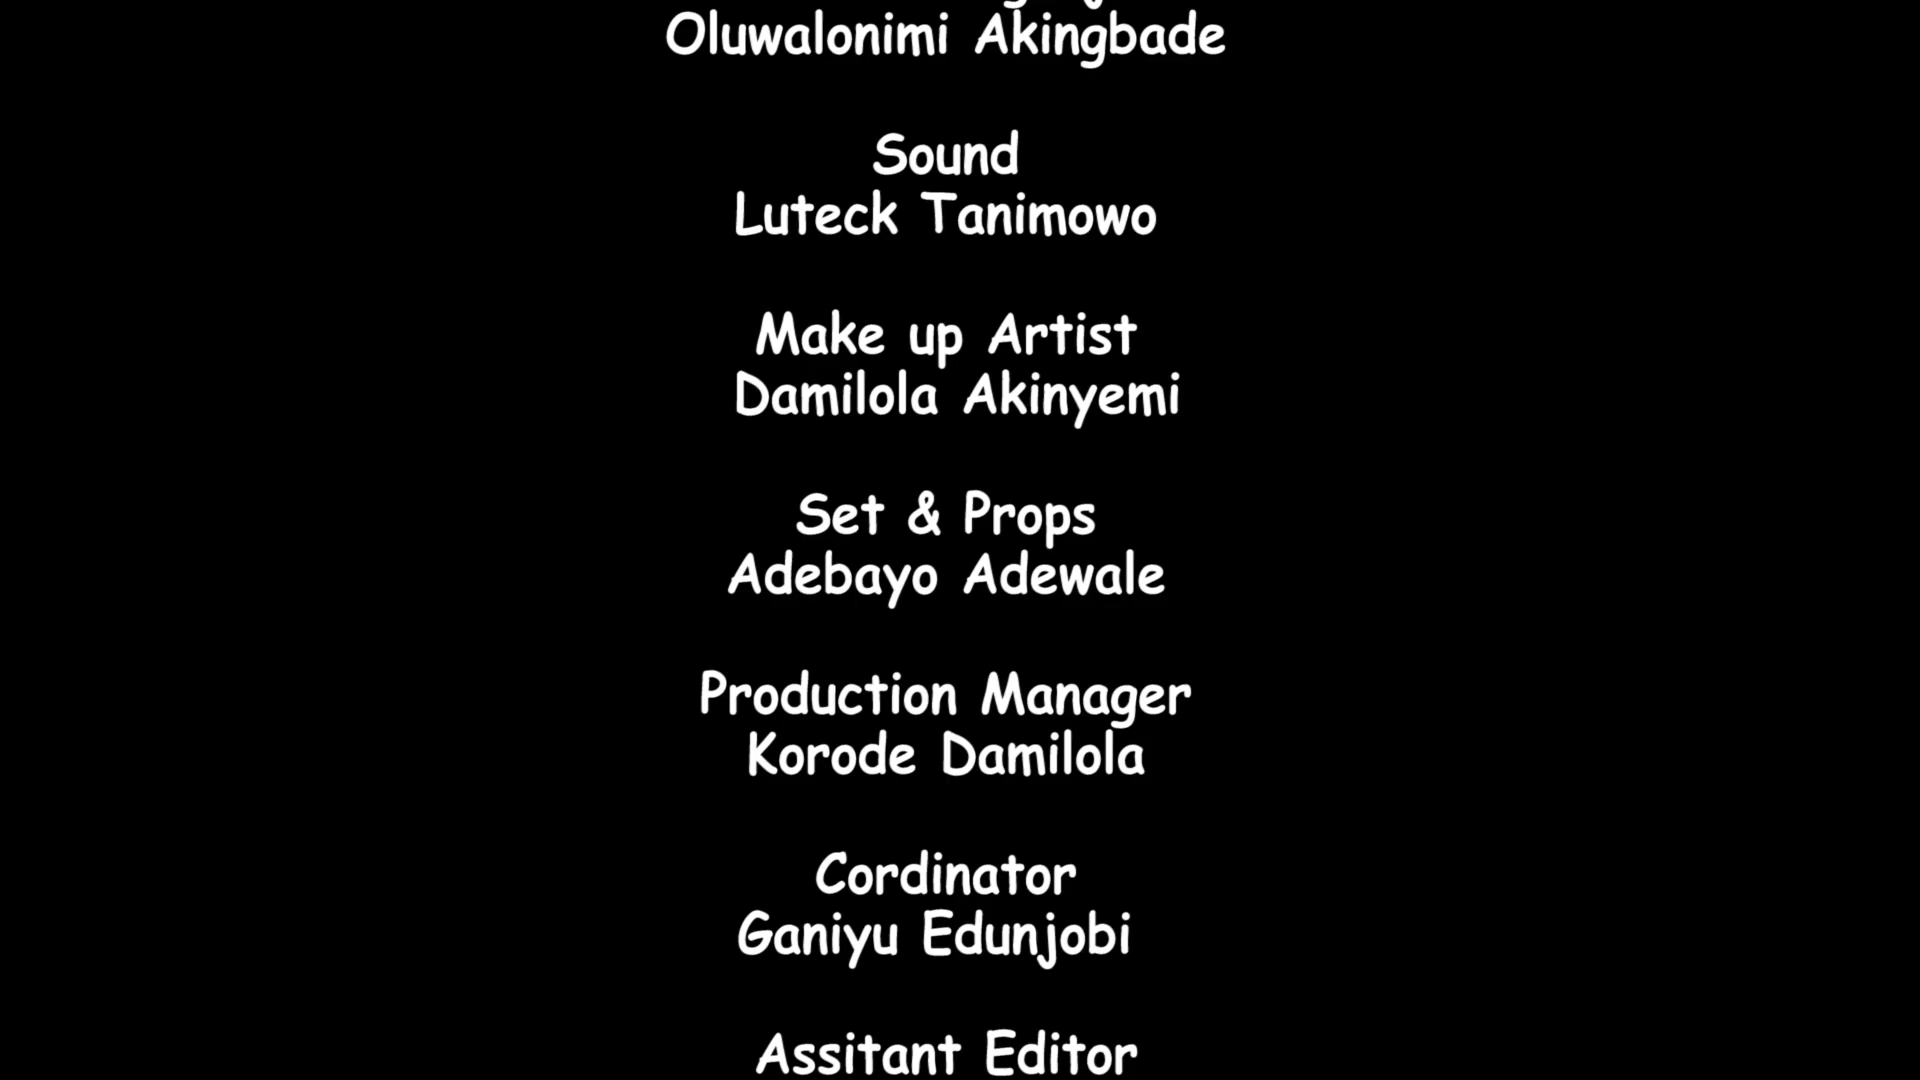 Oluwalonimi Akingbade
Sound
Luteck Tanimowo
Make up Artist
Damilola Akinyemi
Set & Props
Adebayo Adewale
Production Manager
Korode Damilola
Cordinator
Ganiyu Edunjobi
Assitant Editor